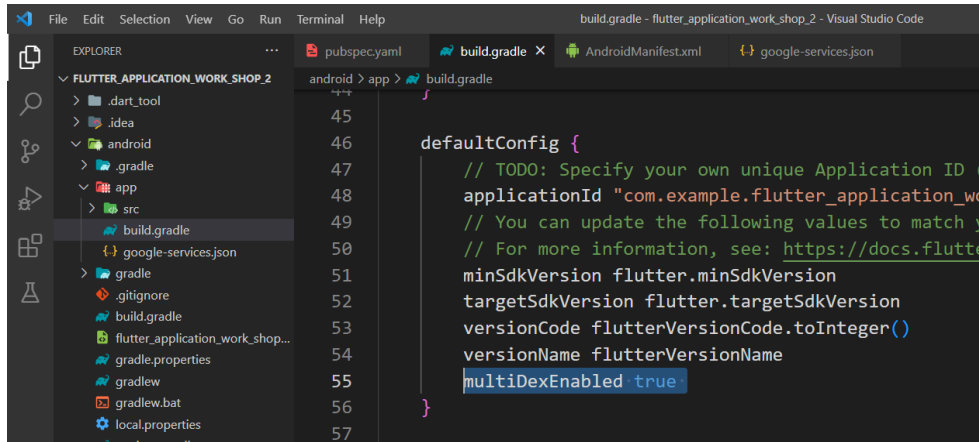 File Edit Selection View Go Run Terminal Help
build.gradle - flutter_application_work_shop_2 - Visual Studio Code
EXPLORER ...
FLUTTER_APPLICATION_WORK_SHOP_2
.dart_tool
.idea
android
.gradle
app
src
build.gradle
google-services.json
gradle
.gitignore
build.gradle
flutter_application_work_shop...
gradle.properties
gradlew
gradlew.bat
local.properties
pubspec.yaml
build.gradle
AndroidManifest.xml
google-services.json
android > app > build.gradle
44 }
45
46 defaultConfig {
47 // TODO: Specify your own unique Application ID
48 applicationId "com.example.flutter_application_wo
49 // You can update the following values to match
50 // For more information, see: https://docs.flutte
51 minSdkVersion flutter.minSdkVersion
52 targetSdkVersion flutter.targetSdkVersion
53 versionCode flutterVersionCode.toInteger()
54 versionName flutterVersionName
55 multiDexEnabled true
56 }
57